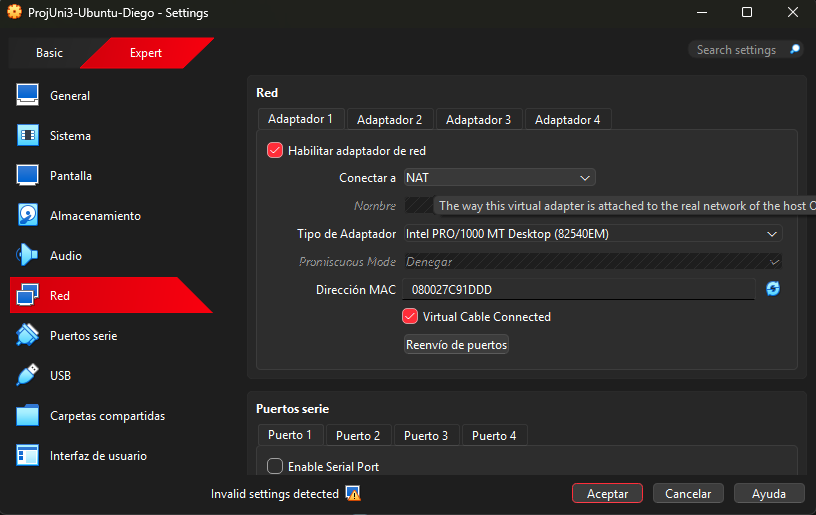 ProjUni3-Ubuntu-Diego - Settings
Basic
Expert
Search settings
General
Sistema
Pantalla
Almacenamiento
Audio
Red
Puertos serie
USB
Carpetas compartidas
Interfaz de usuario
Red
Adaptador 1
Adaptador 2
Adaptador 3
Adaptador 4
Habilitar adaptador de red
Conectar a NAT
Nombre
The way this virtual adapter is attached to the real network of the host O
Tipo de Adaptador Intel PRO/1000 MT Desktop (82540EM)
Promiscuous Mode Denegar
Dirección MAC 080027C91DDD
Virtual Cable Connected
Reenvío de puertos
Puertos serie
Puerto 1
Puerto 2
Puerto 3
Puerto 4
Enable Serial Port
Invalid settings detected
Aceptar
Cancelar
Ayuda